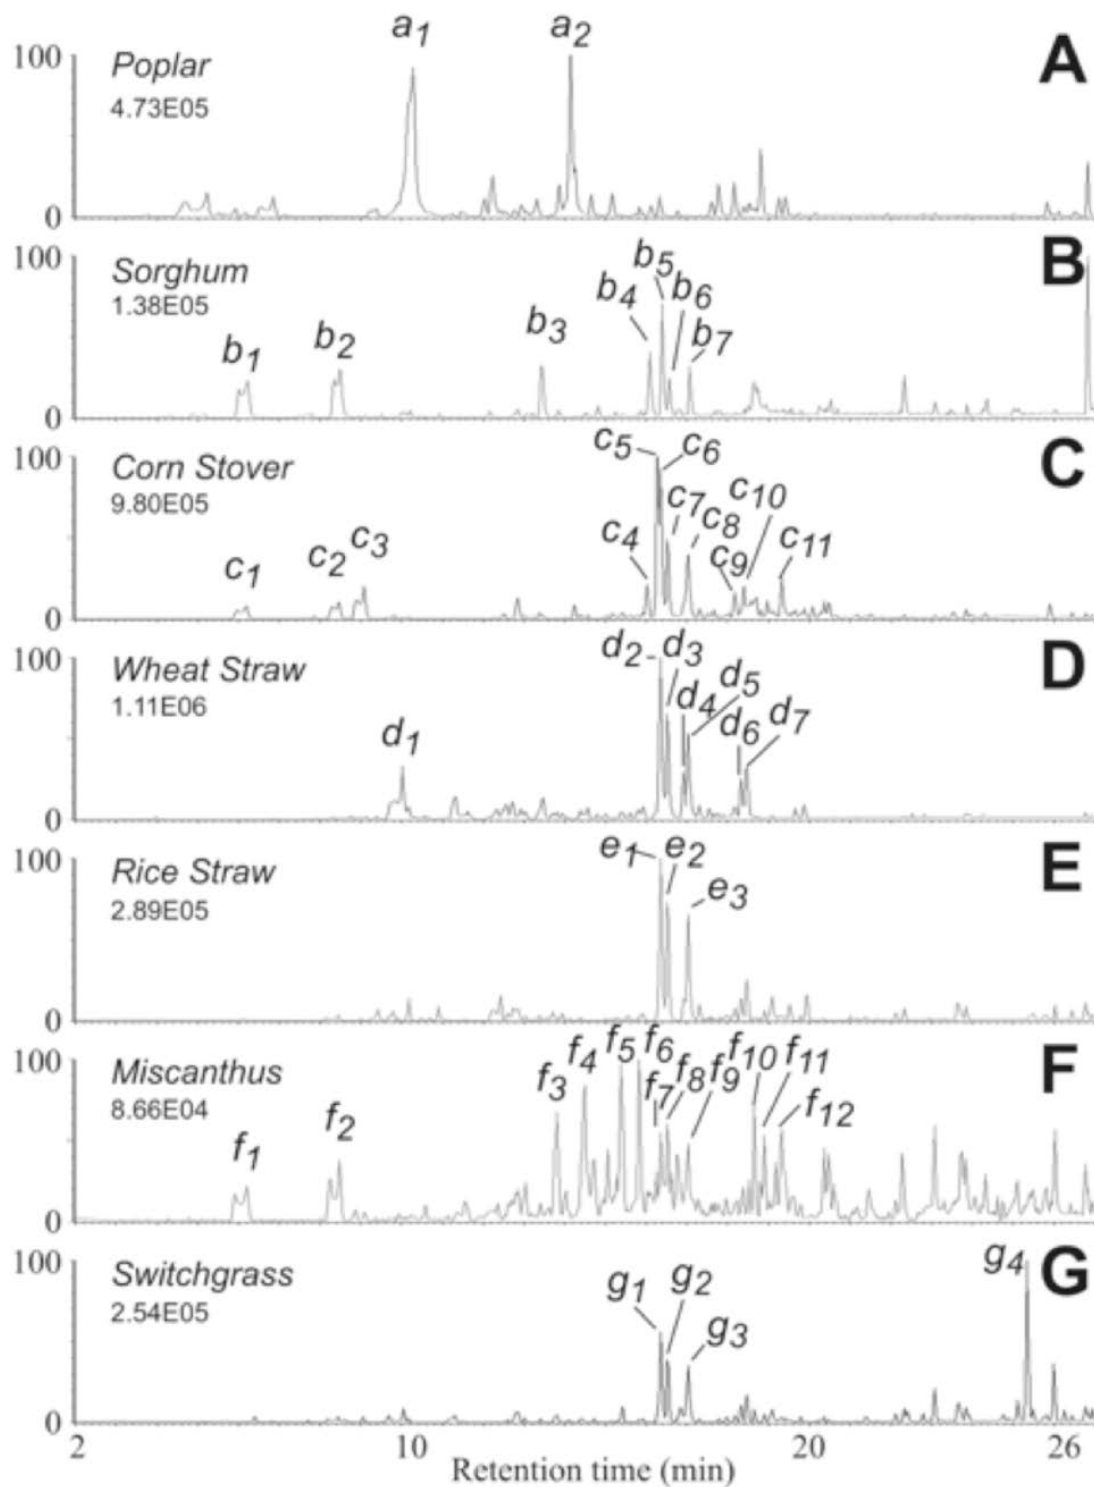 a1 a2
A
100
Poplar
4.73E05
0
B
100
Sorghum
1.38E05
b1 b2 b3 b4 b5 b6 b7
0
C
100
Corn Stover
9.80E05
c1 c2 c3 c4 c5 c6 c7 c8 c9 c10 c11
0
D
100
Wheat Straw
1.11E06
d1 d2 d3 d4 d5 d6 d7
0
E
100
Rice Straw
2.89E05
e1 e2 e3
0
F
100
Miscanthus
8.66E04
f1 f2 f3 f4 f5 f6 f7 f8 f9 f10 f11 f12
0
G
100
Switchgrass
2.54E05
g1 g2 g3 g4
0
2 10 20 26
Retention time (min)